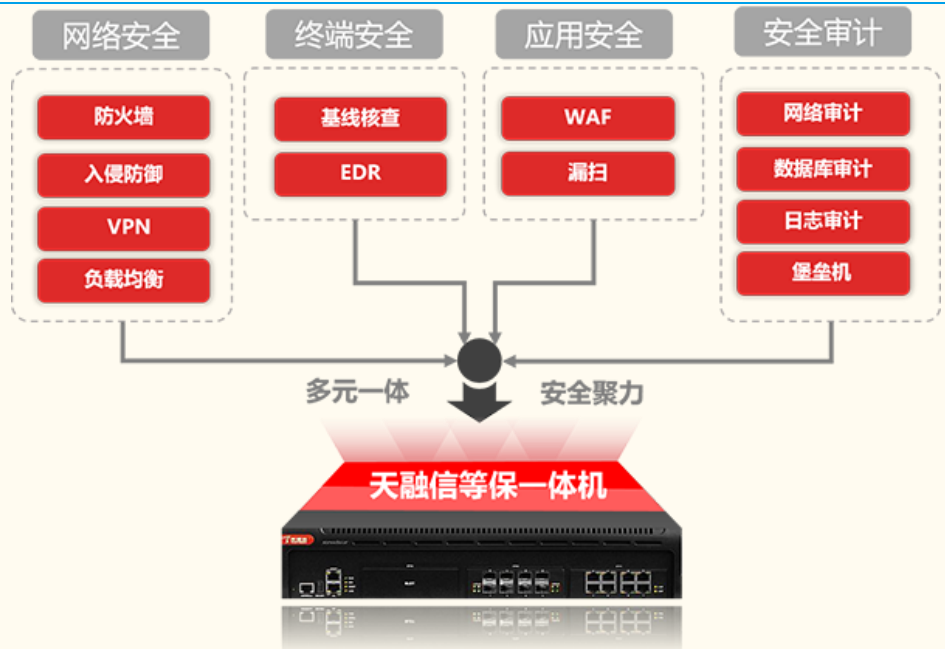 网络安全
终端安全
应用安全
安全审计
防火墙
入侵防御
VPN
负载均衡
基线核查
EDR
WAF
漏扫
网络审计
数据库审计
日志审计
堡垒机
多元一体
安全聚力
天融信等保一体机